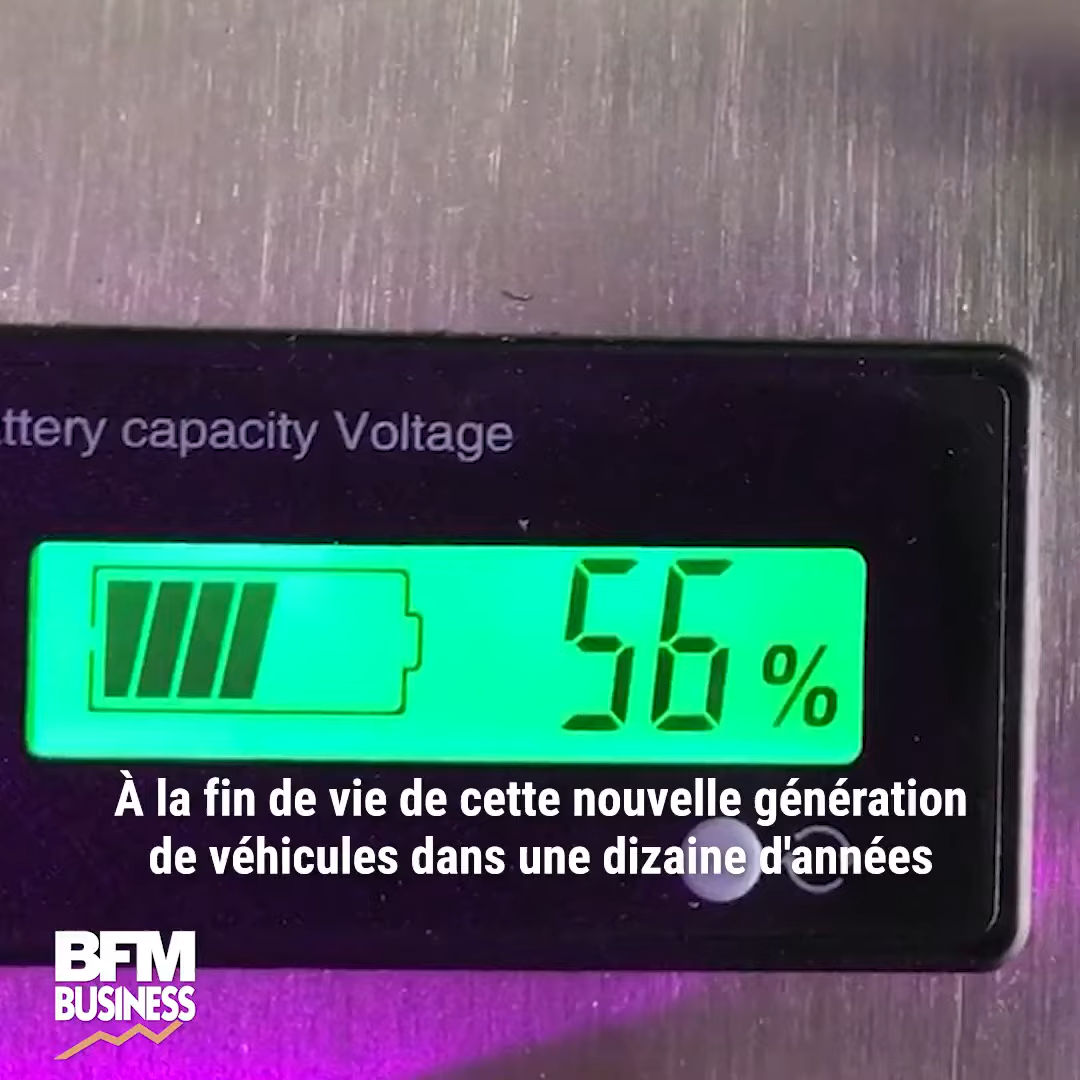 capacity Voltage
56 %
À la fin de vie de cette nouvelle génération
de véhicules dans une dizaine d'années
BFM
BUSINESS